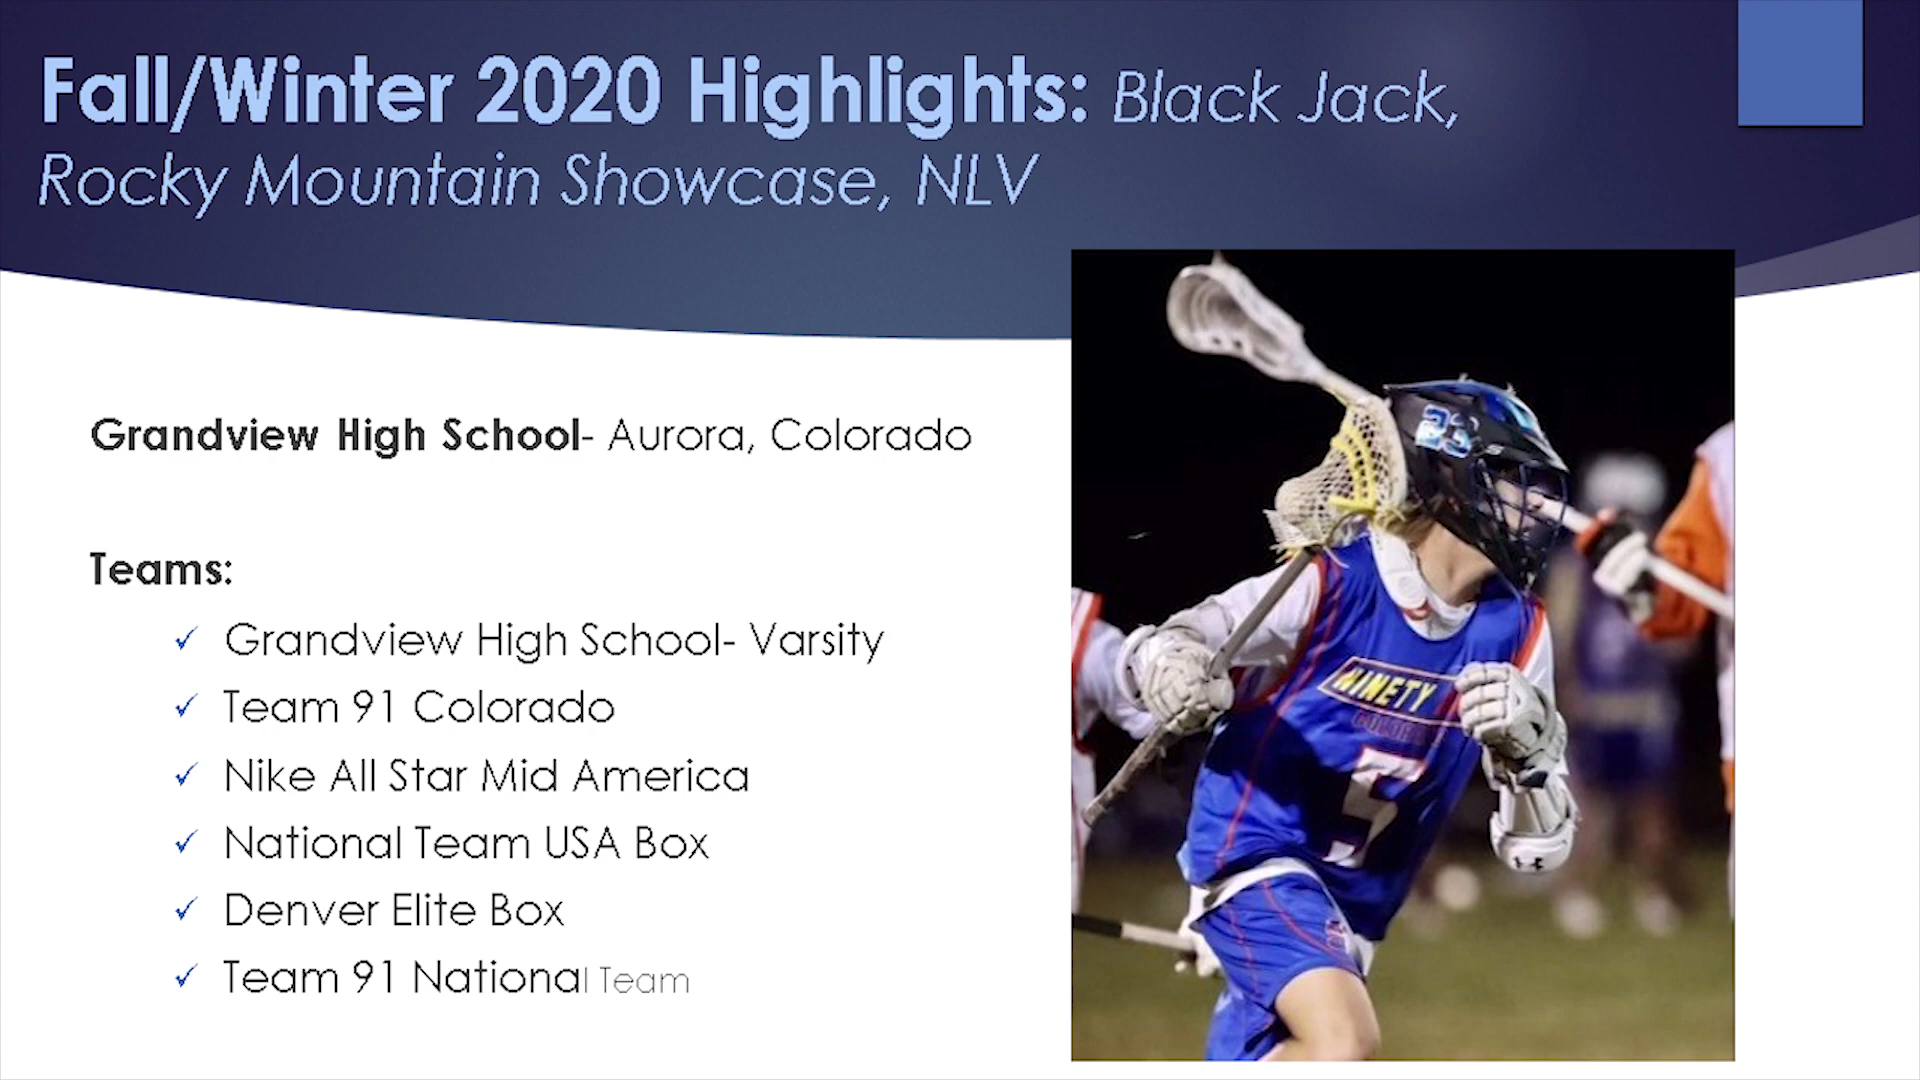 Fall/Winter 2020 Highlights: Black Jack,
Rocky Mountain Showcase, NLV
Grandview High School- Aurora, Colorado
Teams:
✓ Grandview High School- Varsity
✓ Team 91 Colorado
✓ Nike All Star Mid America
✓ National Team USA Box
✓ Denver Elite Box
✓ Team 91 National Team
23
NINETY
5